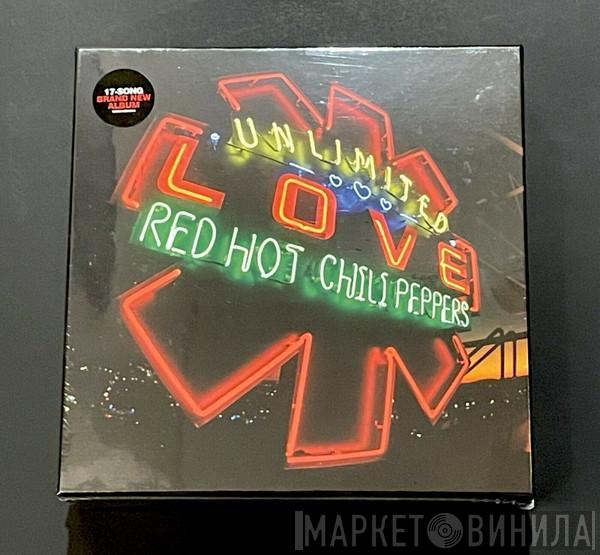 17-SONG
BRAND NEW
ALBUM
UNLIMITED
LOVE
RED HOT CHILI PEPPERS
МАРКЕТ ВИНИЛА